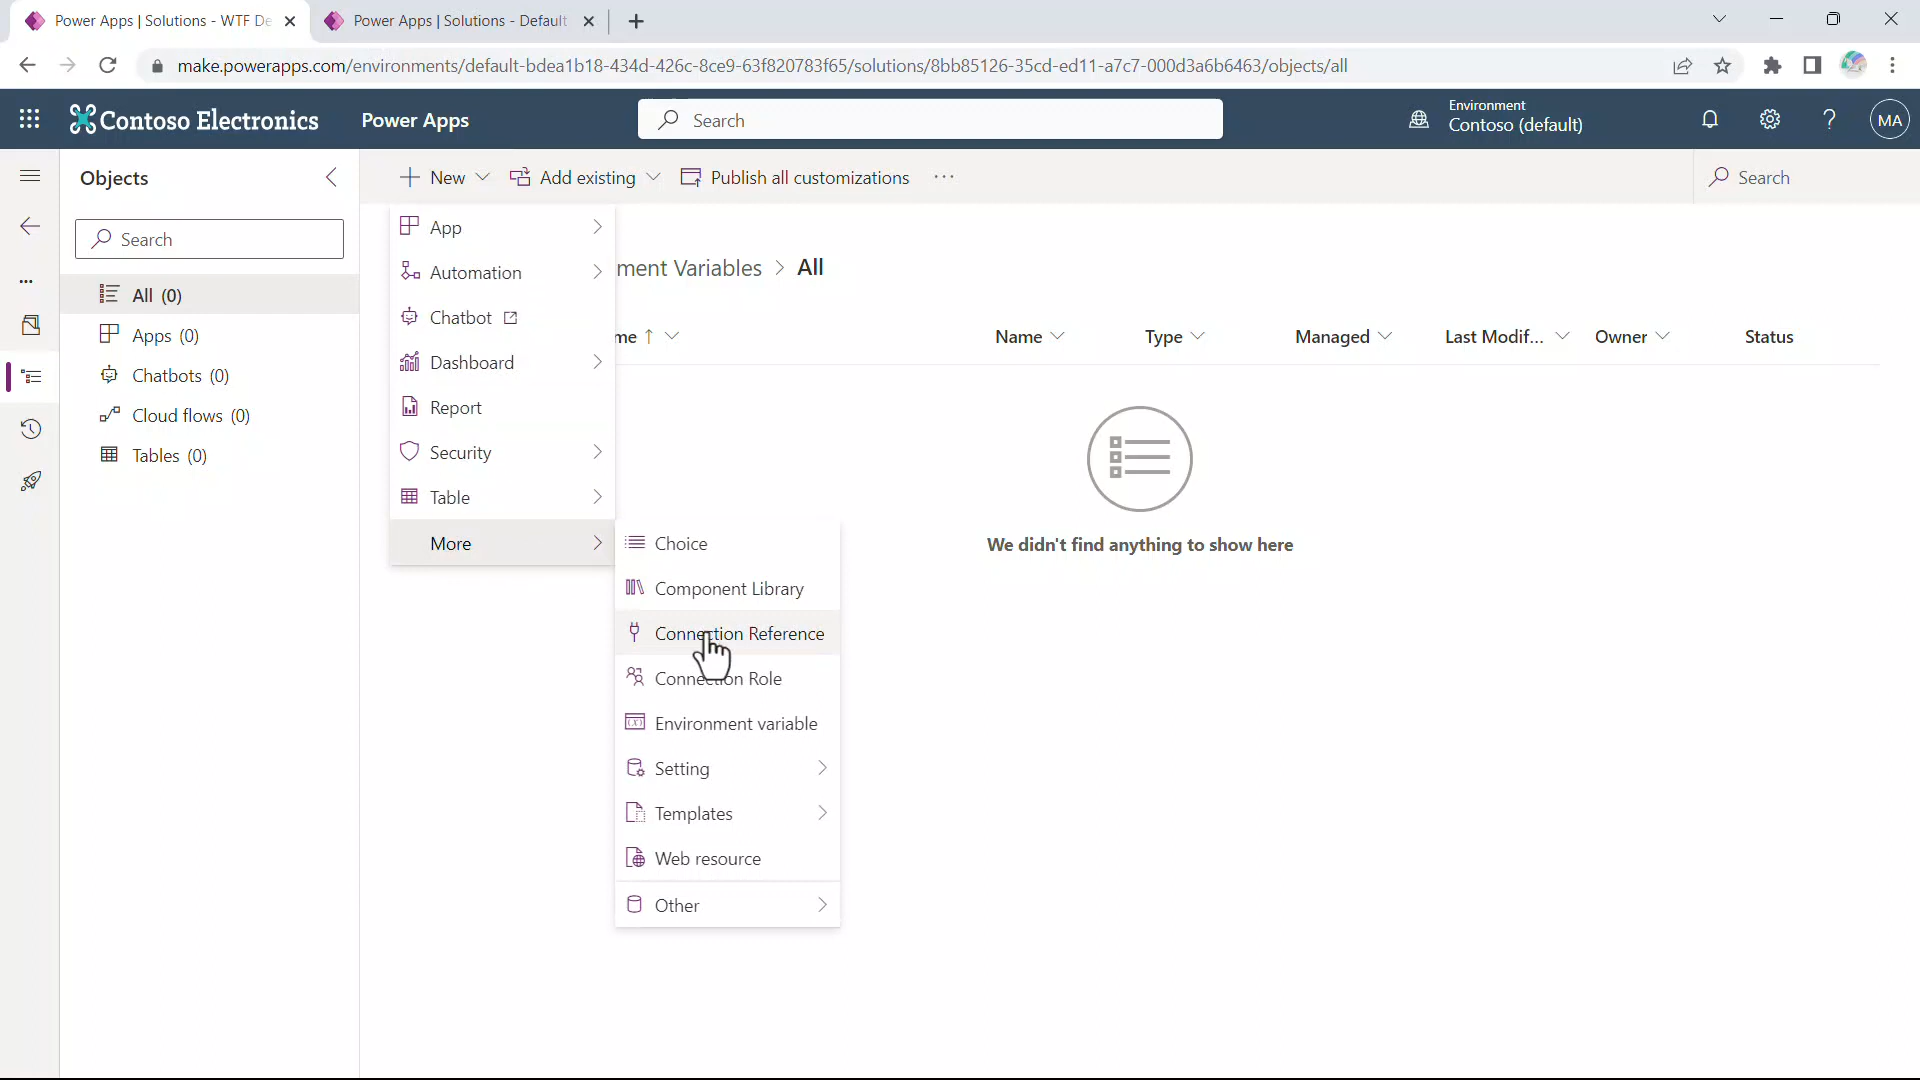 Power Apps | Solutions - WTF De
Power Apps | Solutions - Default
make.powerapps.com/environments/default-bdea1b18-434d-426c-8ce9-63f820783f65/solutions/8bb85126-35cd-ed11-a7c7-000d3a6b6463/objects/all
Contoso Electronics
Power Apps
Search
Environment
Contoso (default)
MA
Objects
New
Add existing
Publish all customizations
Search
Search
All (0)
Apps (0)
Chatbots (0)
Cloud flows (0)
Tables (0)
App
Automation
Chatbot
Dashboard
Report
Security
Table
More
Choice
Component Library
Connection Reference
Connection Role
Environment variable
Setting
Templates
Web resource
Other
ment Variables > All
me ↑
Name
Type
Managed
Last Modif...
Owner
Status
We didn't find anything to show here